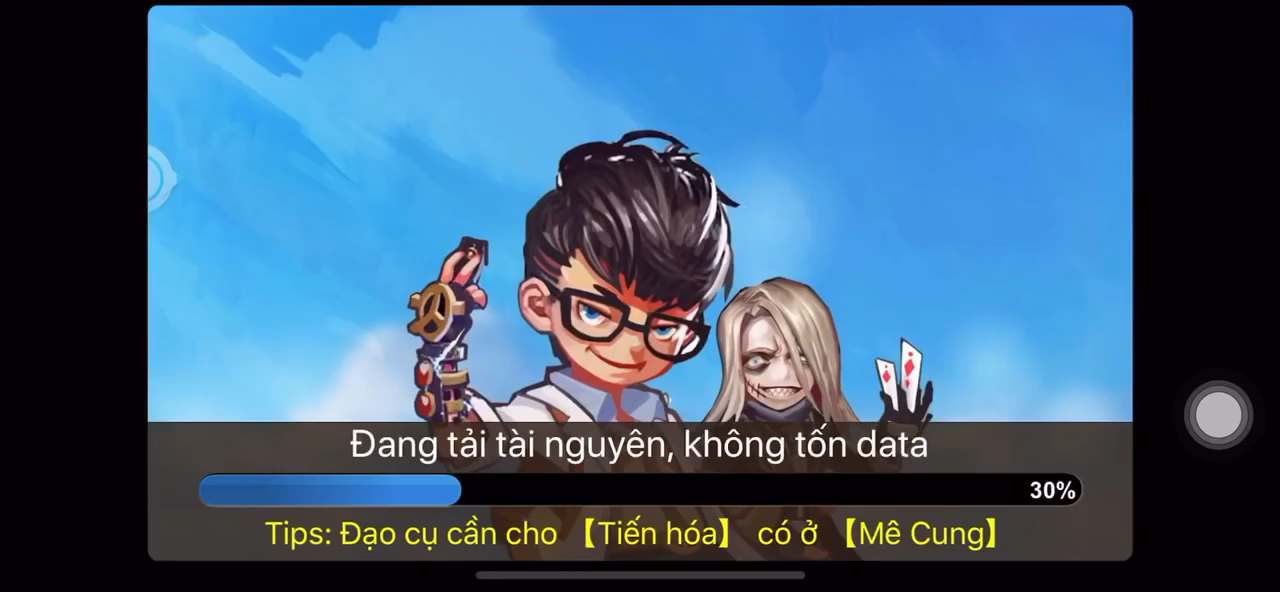 Đang tải tài nguyên, không tốn data
30%
Tips: Đạo cụ cần cho 【Tiến hóa】 có ở 【Mê Cung】